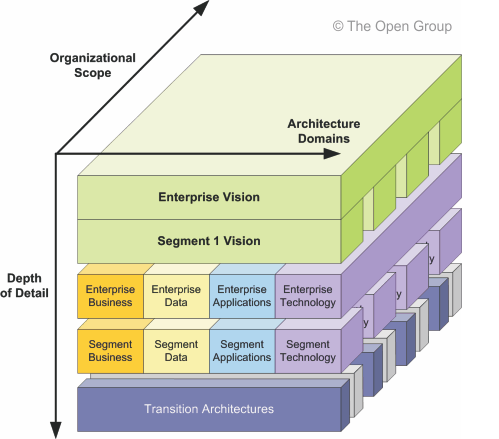 © The Open Group
Organizational
Scope
Architecture
Domains
Enterprise Vision
Segment 1 Vision
Depth
of Detail
Enterprise
Business
Enterprise
Data
Enterprise
Applications
Enterprise
Technology
Segment
Business
Segment
Data
Segment
Applications
Segment
Technology
Transition Architectures